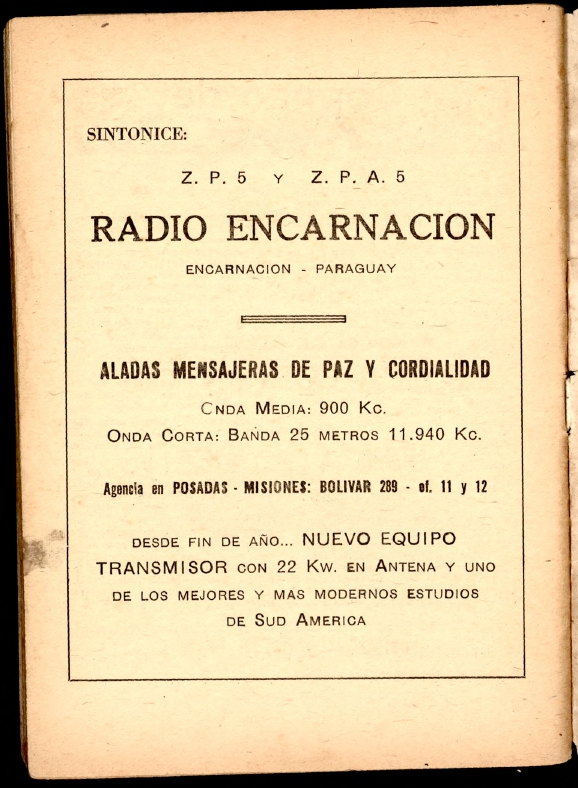 SINTONICE:
Z. P. 5 Y Z. P. A. 5
RADIO ENCARNACION
ENCARNACION - PARAGUAY
ALADAS MENSAJERAS DE PAZ Y CORDIALIDAD
ONDA MEDIA: 900 KC.
ONDA CORTA: BANDA 25 METROS 11.940 KC.
Agencia en POSADAS - MISIONES: BOLIVAR 289 - of. 11 y 12
DESDE FIN DE AÑO... NUEVO EQUIPO
TRANSMISOR CON 22 KW. EN ANTENA Y UNO
DE LOS MEJORES Y MAS MODERNOS ESTUDIOS
DE SUD AMERICA